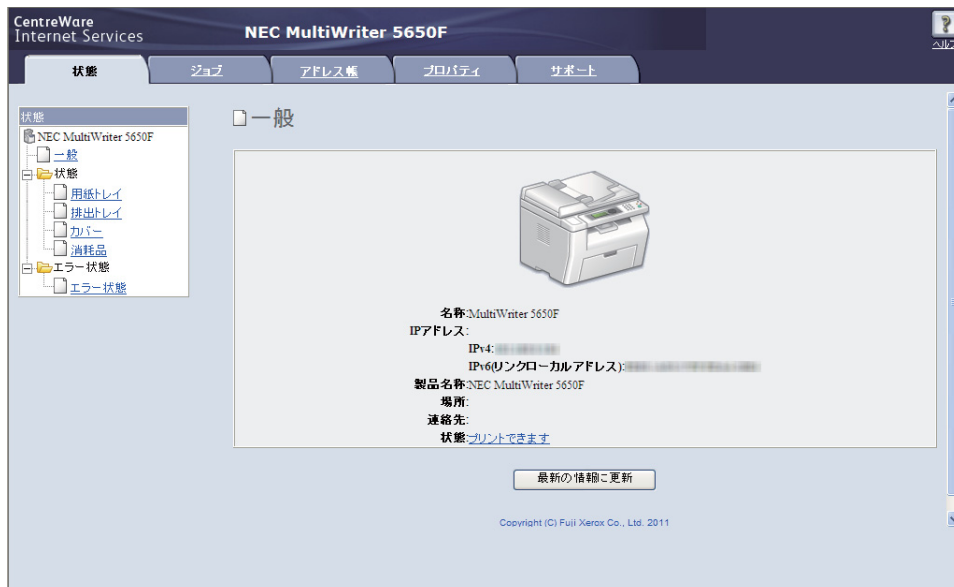 CentreWare
Internet Services
NEC MultiWriter 5650F
ヘルプ
状態
ジョブ
アドレス帳
プロパティ
サポート
状態
NEC MultiWriter 5650F
一般
状態
用紙トレイ
排出トレイ
カバー
消耗品
エラー状態
エラー状態
一般
名称:MultiWriter 5650F
IPアドレス:
IPv4:
IPv6(リンクローカルアドレス):
製品名称:NEC MultiWriter 5650F
場所:
連絡先:
状態:プリントできます
最新の情報に更新
Copyright (C) Fuji Xerox Co., Ltd. 2011